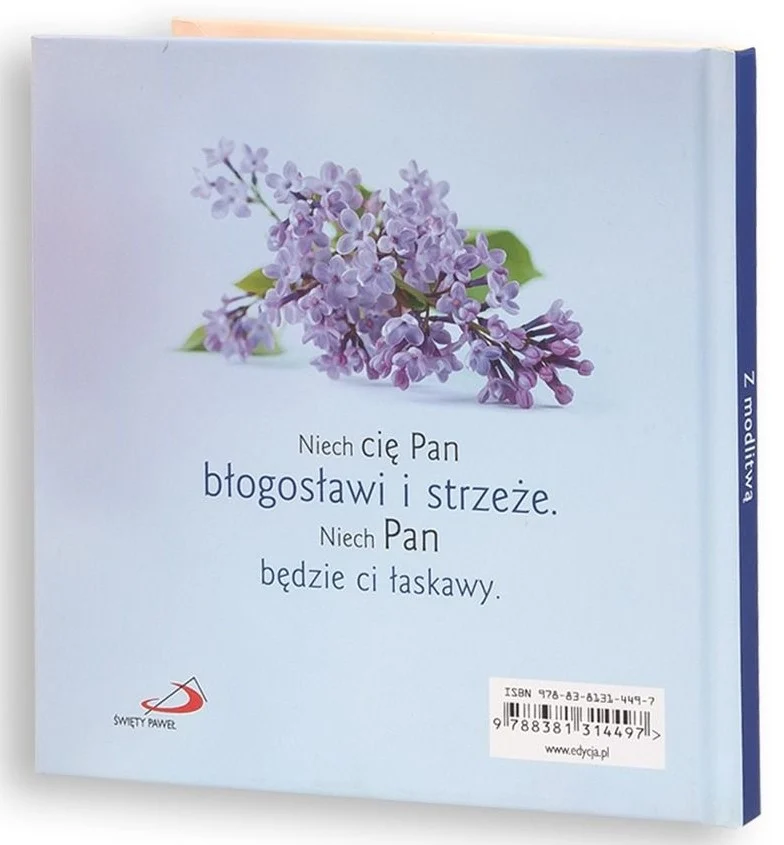 Niech cię Pan
błogosławi i strzeże.
Niech Pan
będzie ci łaskawy.
Z modlitwą
ŚWIĘTY PAWEŁ
ISBN 978-83-8131-449-7
9 788381 314497 >
www.edycja.pl